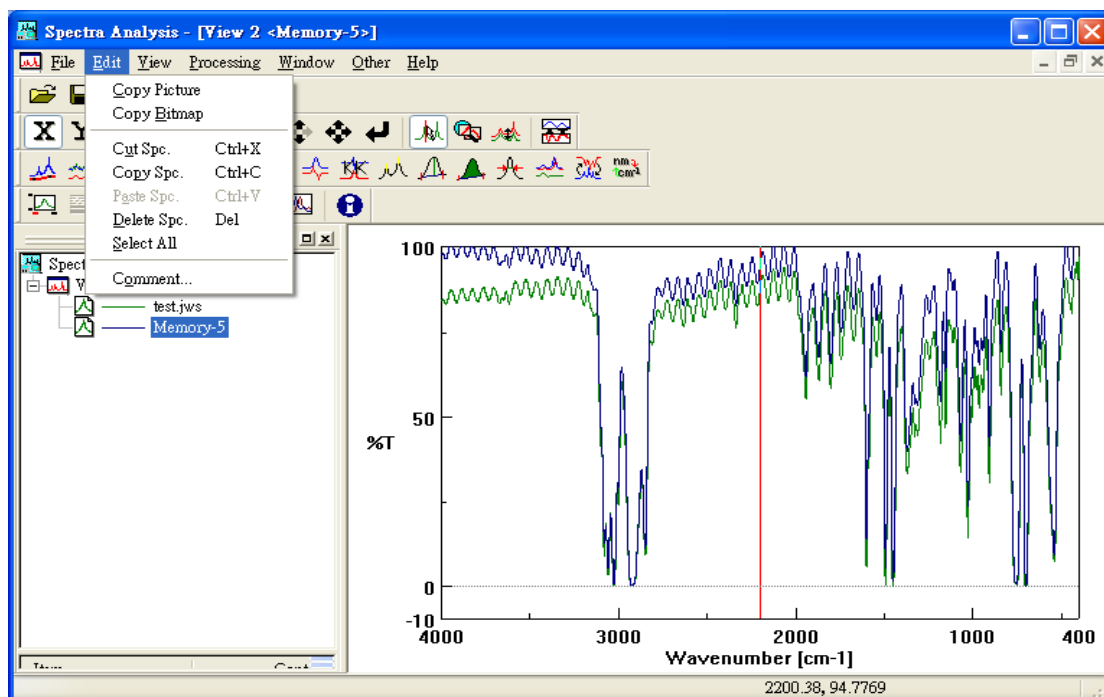 Spectra Analysis - [View 2 <Memory-5>]
File Edit View Processing Window Other Help
Copy Picture
Copy Bitmap
X
Cut Spc. Ctrl+X
Copy Spc. Ctrl+C
nm
cm⁻¹
Paste Spc. Ctrl+V
Delete Spc. Del
Select All
Comment...
test.jws
Memory-5
100
50
%T
0
-10
4000 3000 2000 1000 400
Wavenumber [cm-1]
2200.38, 94.7769